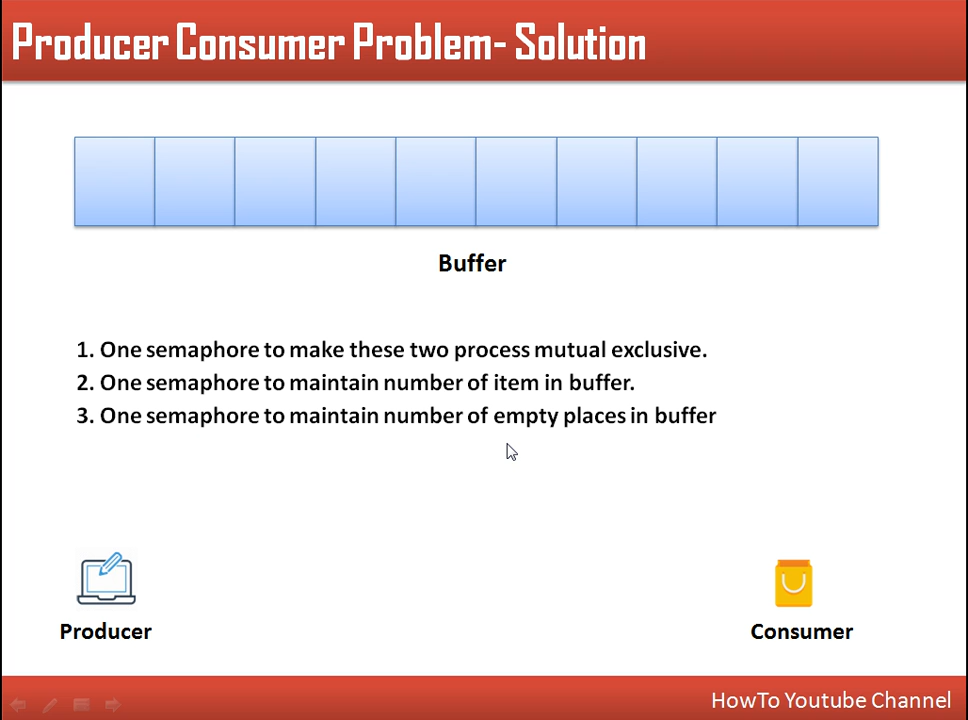 Producer Consumer Problem- Solution
Buffer
1. One semaphore to make these two process mutual exclusive.
2. One semaphore to maintain number of item in buffer.
3. One semaphore to maintain number of empty places in buffer
Producer
Consumer
HowTo Youtube Channel